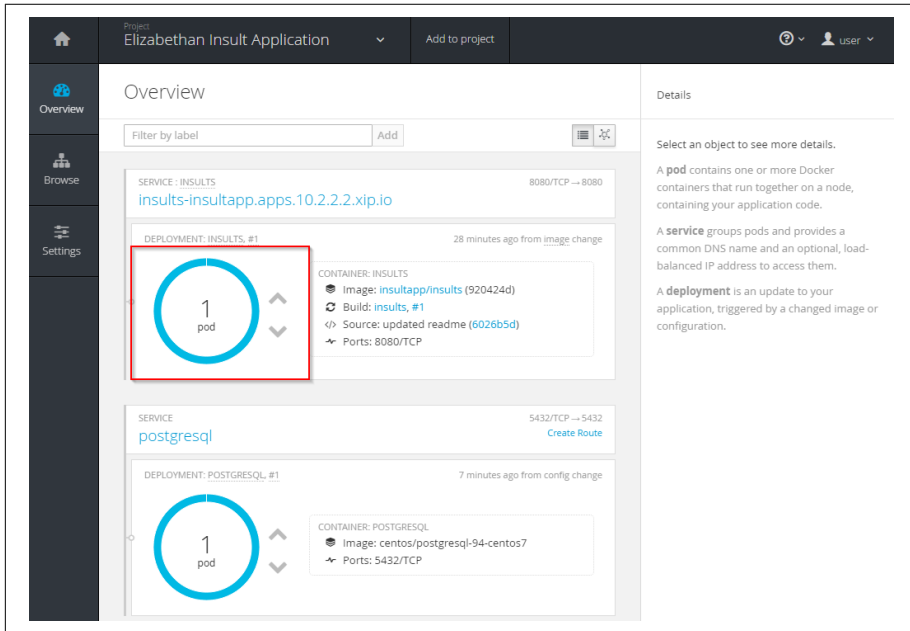 Project
Elizabethan Insult Application
Add to project
user
Overview
Browse
Settings
Overview
Filter by label
Add
SERVICE : INSULTS
8080/TCP → 8080
insults-insultapp.apps.10.2.2.2.xip.io
DEPLOYMENT: INSULTS, #1
28 minutes ago from image change
1
pod
CONTAINER: INSULTS
Image: insultapp/insults (920424d)
Build: insults, #1
</> Source: updated readme (6026b5d)
Ports: 8080/TCP
SERVICE
5432/TCP → 5432
postgresql
Create Route
DEPLOYMENT: POSTGRESQL, #1
7 minutes ago from config change
1
pod
CONTAINER: POSTGRESQL
Image: centos/postgresql-94-centos7
Ports: 5432/TCP
Details
Select an object to see more details.
A pod contains one or more Docker
containers that run together on a node,
containing your application code.
A service groups pods and provides a
common DNS name and an optional, load-
balanced IP address to access them.
A deployment is an update to your
application, triggered by a changed image or
configuration.